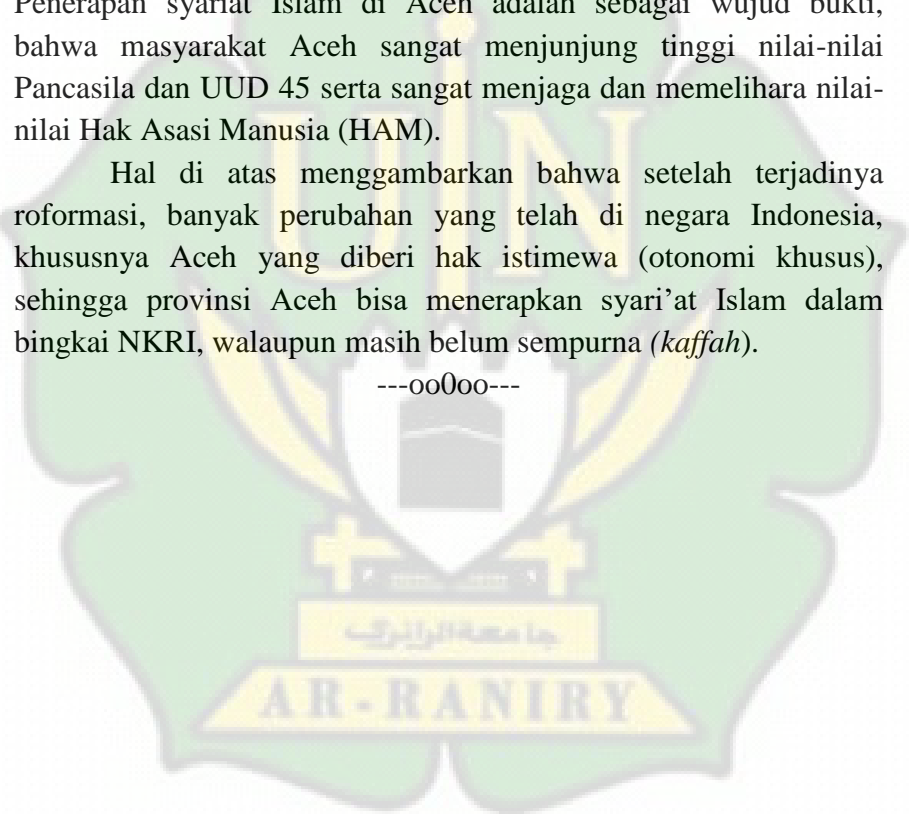 Penerapan syariat Islam di Aceh adalah sebagai wujud bukti,
bahwa masyarakat Aceh sangat menjunjung tinggi nilai-nilai
Pancasila dan UUD 45 serta sangat menjaga dan memelihara nilai-
nilai Hak Asasi Manusia (HAM).
Hal di atas menggambarkan bahwa setelah terjadinya
roformasi, banyak perubahan yang telah di negara Indonesia,
khususnya Aceh yang diberi hak istimewa (otonomi khusus),
sehingga provinsi Aceh bisa menerapkan syari’at Islam dalam
bingkai NKRI, walaupun masih belum sempurna (kaffah).
---oo0oo---
UIN
جامعة الرانري
AR-RANIRY